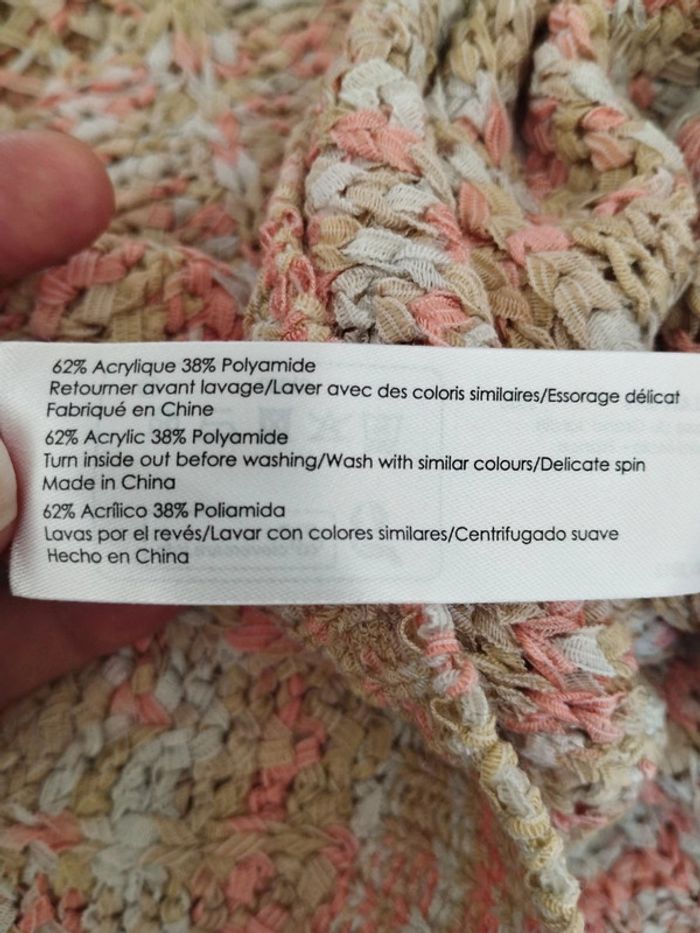 62% Acrylique 38% Polyamide
Retourner avant lavage/Laver avec des coloris similaires/Essorage délicat
Fabriqué en Chine
62% Acrylic 38% Polyamide
Turn inside out before washing/Wash with similar colours/Delicate spin
Made in China
62% Acrílico 38% Poliamida
Lavas por el revés/Lavar con colores similares/Centrifugado suave
Hecho en China